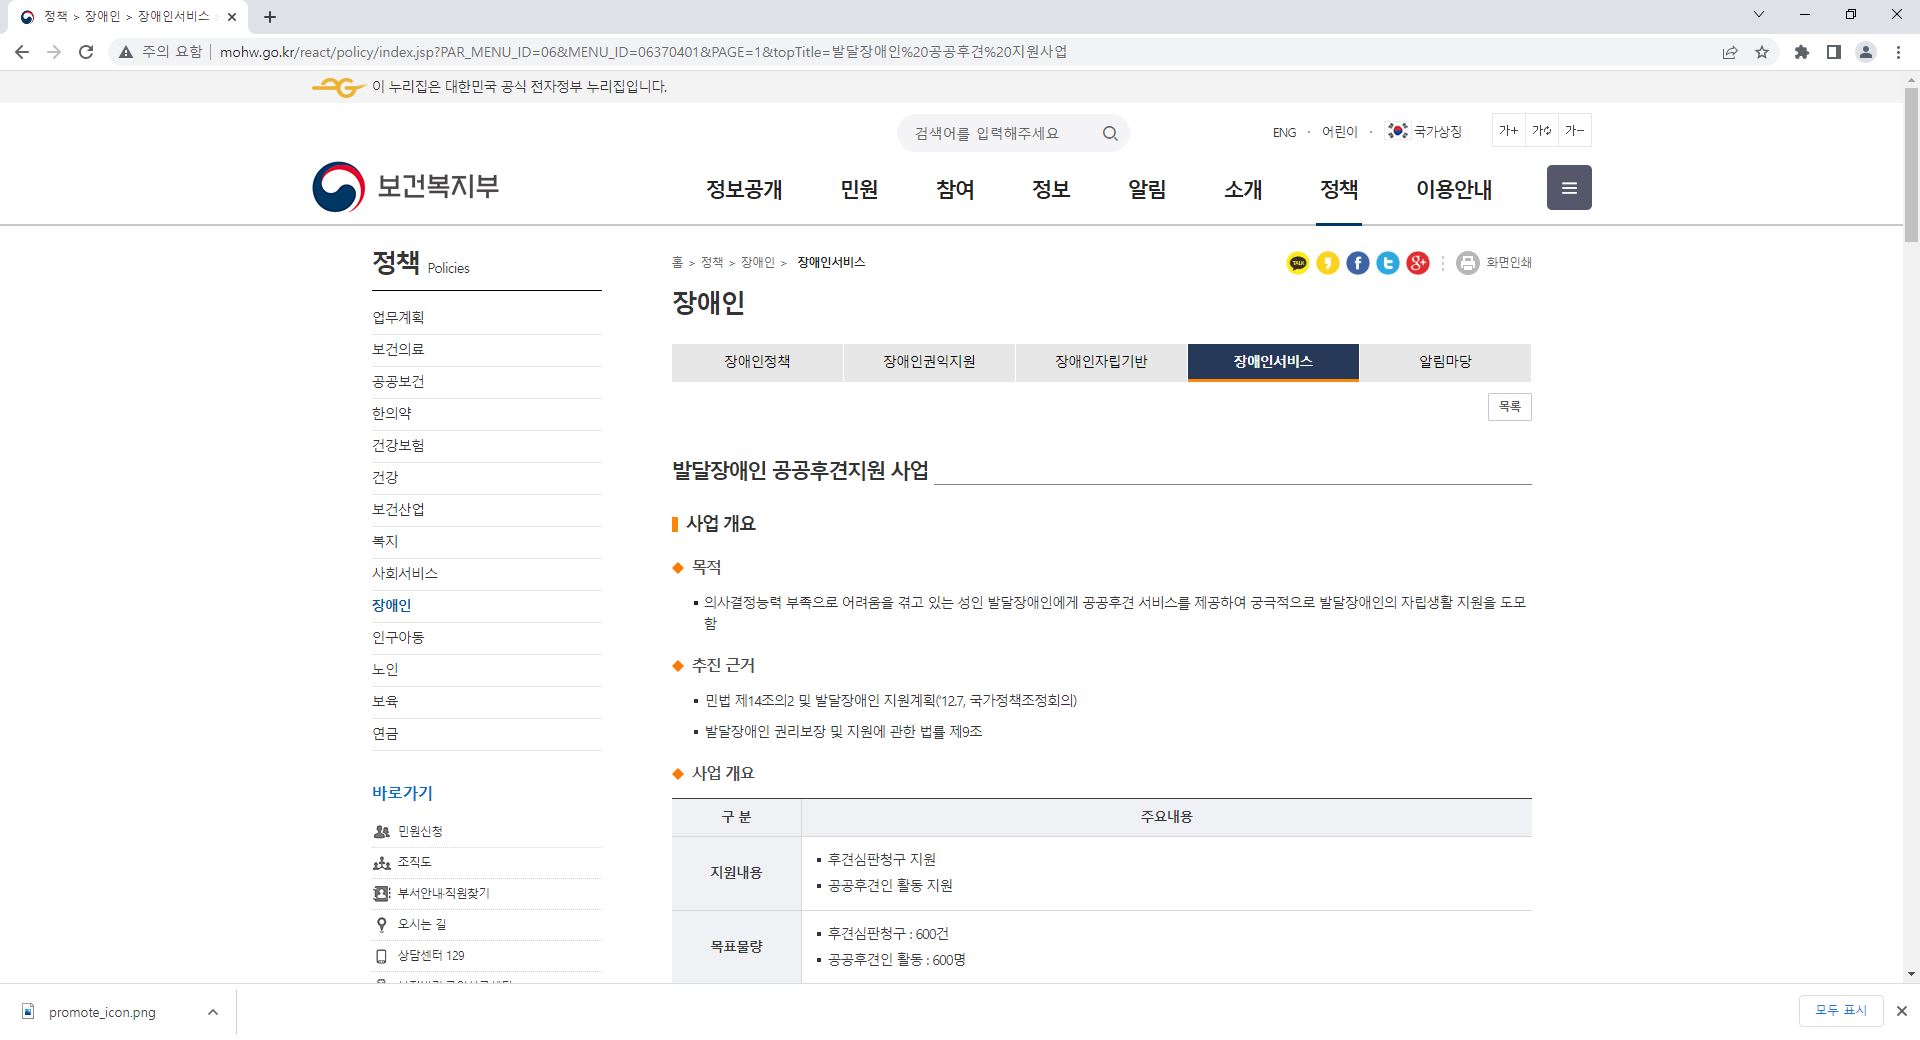 정책 > 장애인 > 장애인서비스
주의 요함
mohw.go.kr/react/policy/index.jsp?PAR_MENU_ID=06&MENU_ID=06370401&PAGE=1&topTitle=발달장애인%20공공후견%20지원사업
이 누리집은 대한민국 공식 전자정부 누리집입니다.
검색어를 입력해주세요
ENG · 어린이 · 국가상징 가+ 가 가-
보건복지부
정보공개 민원 참여 정보 알림 소개 정책 이용안내
정책 Policies
업무계획
보건의료
공공보건
한의약
건강보험
건강
보건산업
복지
사회서비스
장애인
인구아동
노인
보육
연금
바로가기
민원신청
조직도
부서안내·직원찾기
오시는 길
상담센터 129
홈 > 정책 > 장애인 > 장애인서비스
TALK
화면인쇄
장애인
장애인정책 장애인권익지원 장애인자립기반 장애인서비스 알림마당
목록
발달장애인 공공후견지원 사업
사업 개요
목적
의사결정능력 부족으로 어려움을 겪고 있는 성인 발달장애인에게 공공후견 서비스를 제공하여 궁극적으로 발달장애인의 자립생활 지원을 도모
함
추진 근거
민법 제14조의2 및 발달장애인 지원계획('12.7, 국가정책조정회의)
발달장애인 권리보장 및 지원에 관한 법률 제9조
사업 개요
구 분 주요내용
지원내용
후견심판청구 지원
공공후견인 활동 지원
목표물량
후견심판청구 : 600건
공공후견인 활동 : 600명
promote_icon.png
모두 표시